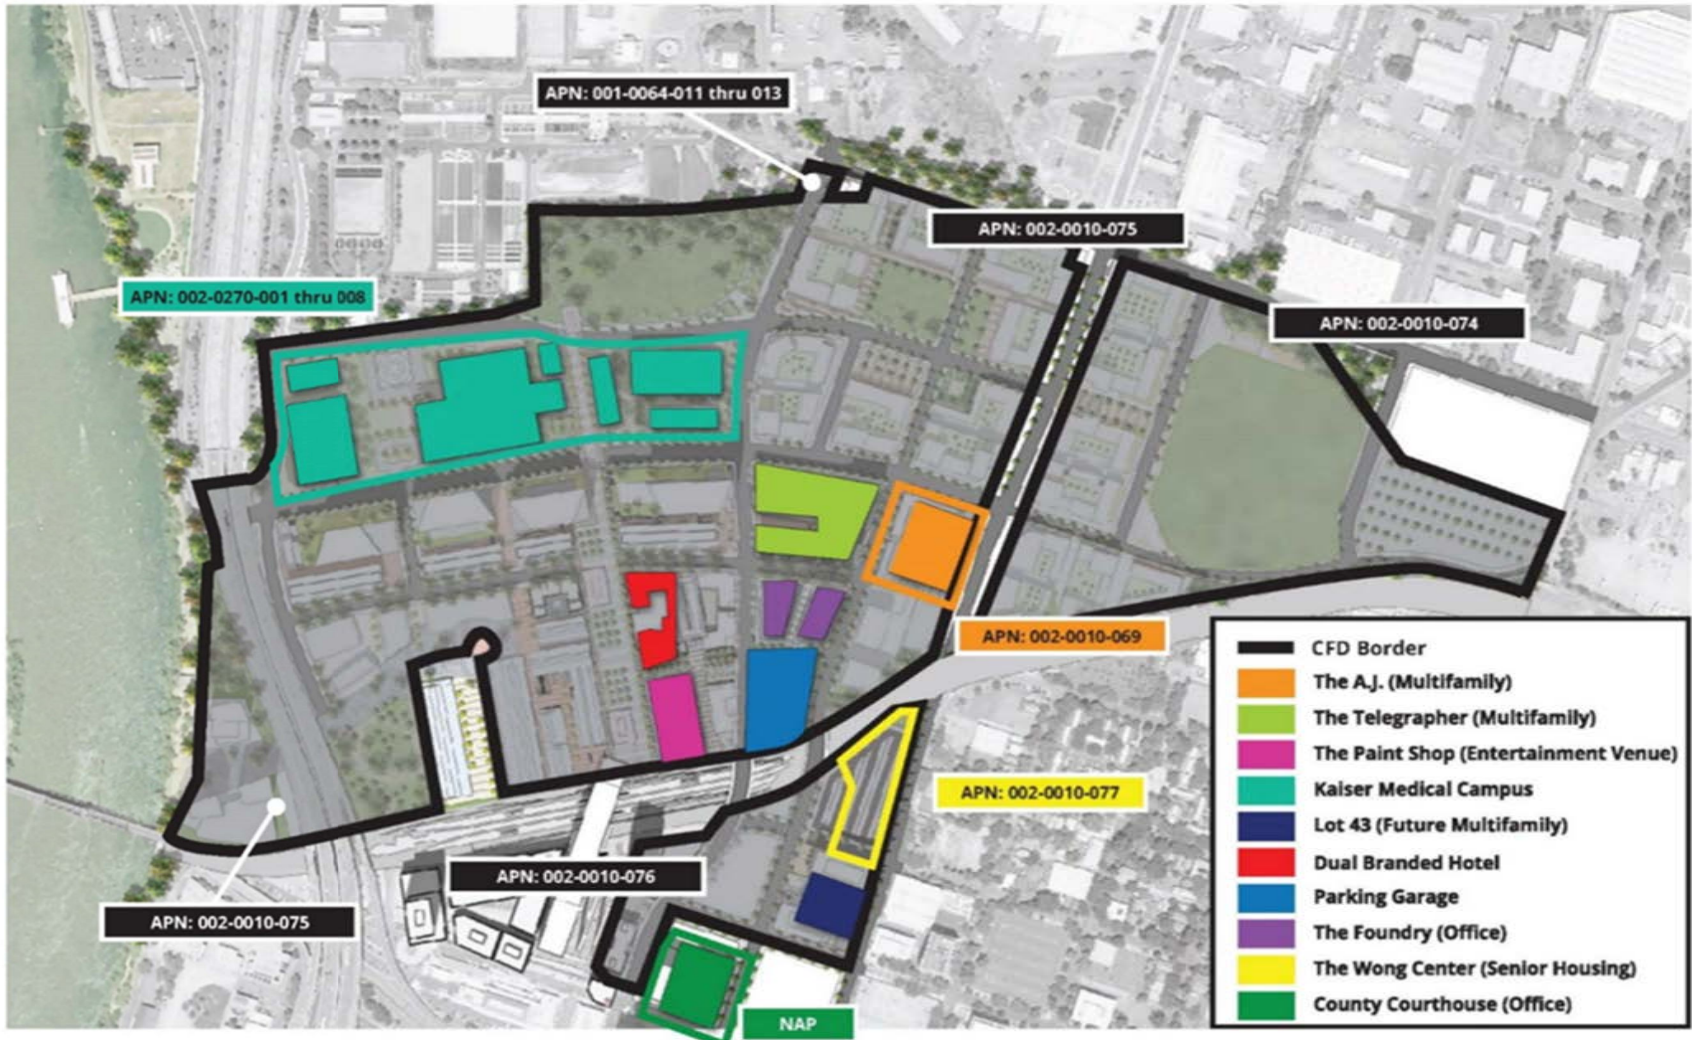 APN: 001-0064-011 thru 013
APN: 002-0010-075
APN: 002-0270-001 thru 008
APN: 002-0010-074
APN: 002-0010-069
APN: 002-0010-077
APN: 002-0010-076
APN: 002-0010-075
NAP
CFD Border
The A.J. (Multifamily)
The Telegrapher (Multifamily)
The Paint Shop (Entertainment Venue)
Kaiser Medical Campus
Lot 43 (Future Multifamily)
Dual Branded Hotel
Parking Garage
The Foundry (Office)
The Wong Center (Senior Housing)
County Courthouse (Office)